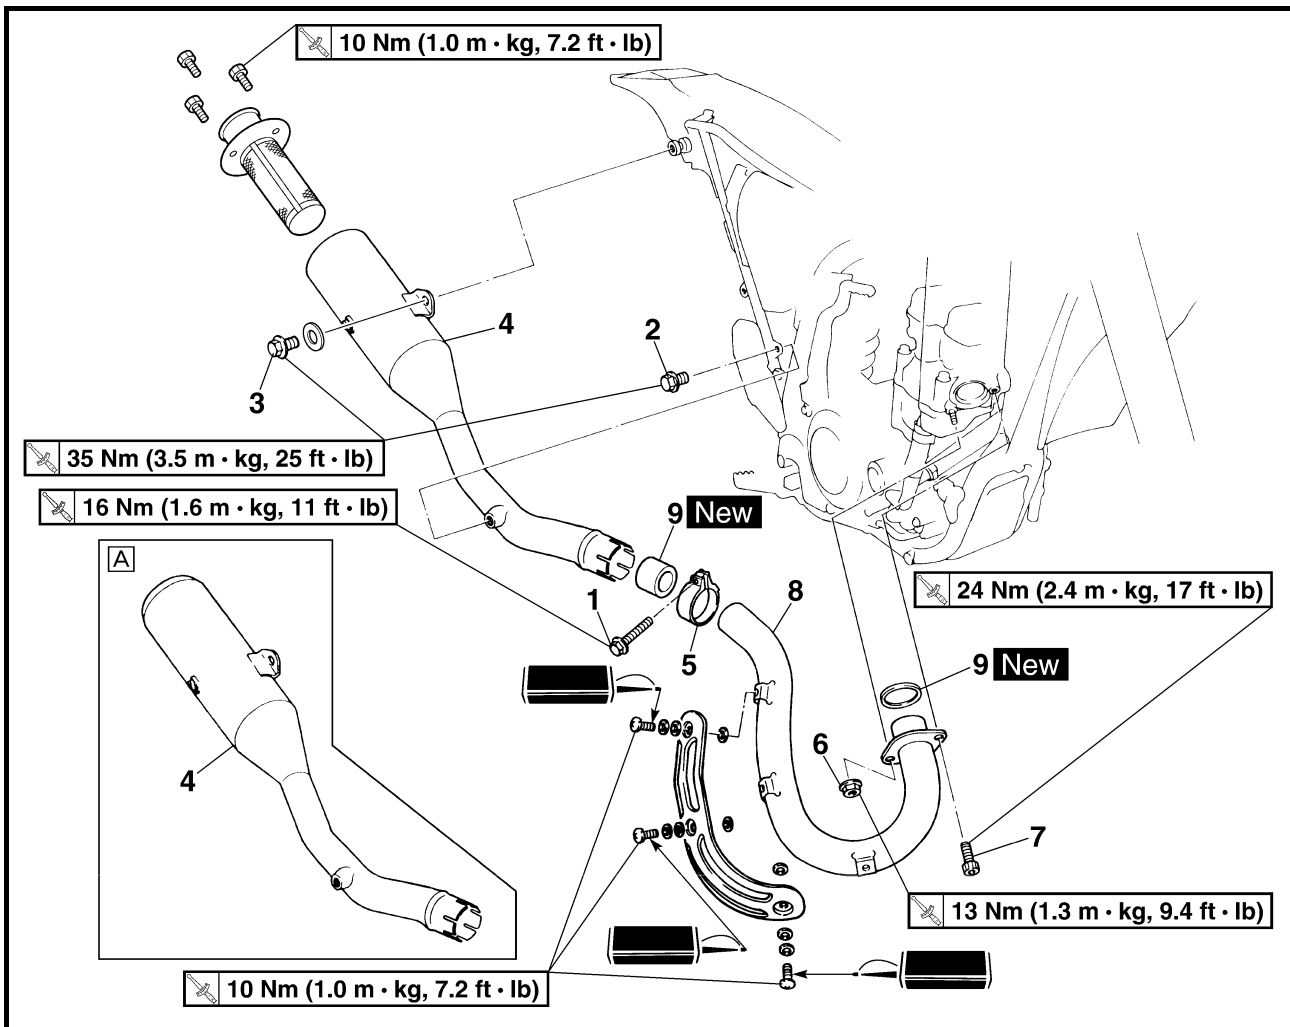 10 Nm (1.0 m · kg, 7.2 ft · lb)
4
2
3
35 Nm (3.5 m · kg, 25 ft · lb)
16 Nm (1.6 m · kg, 11 ft · lb)
9 New
A
1
8
24 Nm (2.4 m · kg, 17 ft · lb)
5
9 New
6
4
7
13 Nm (1.3 m · kg, 9.4 ft · lb)
10 Nm (1.0 m · kg, 7.2 ft · lb)